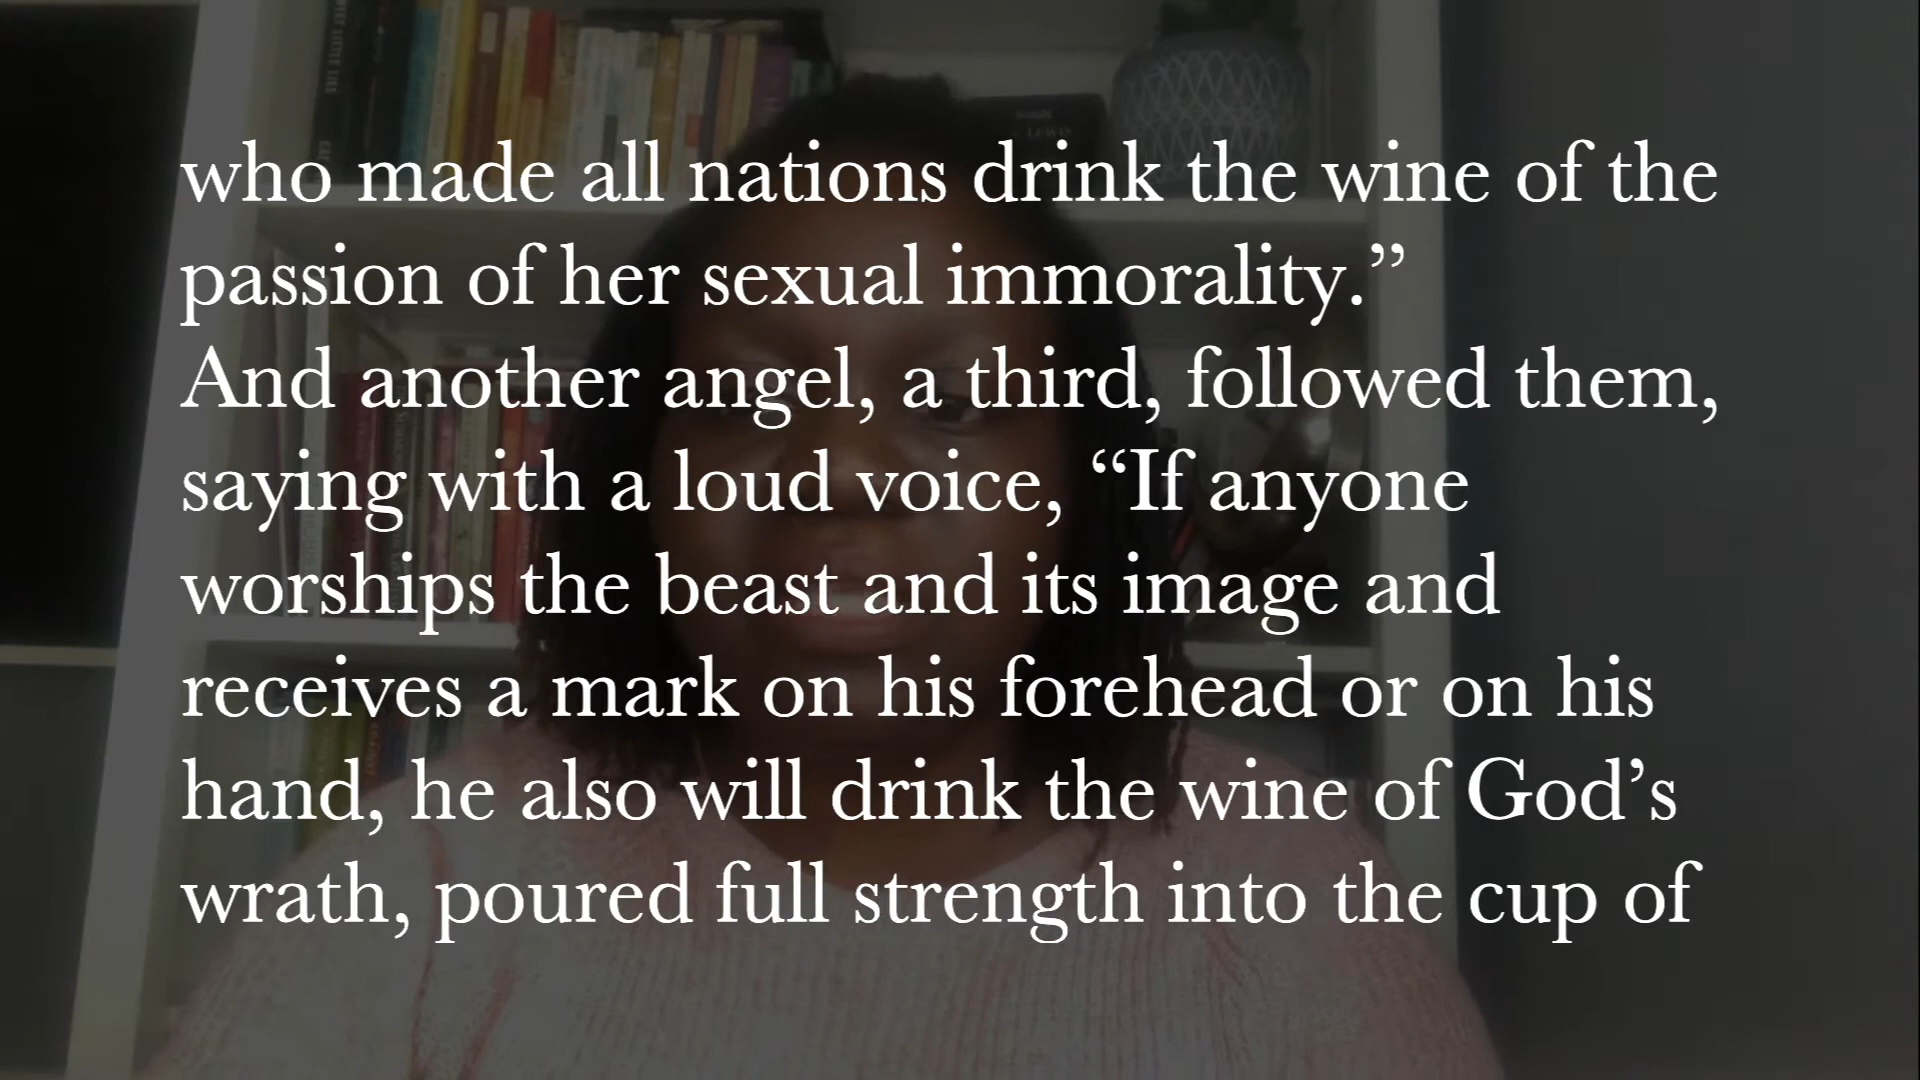 who made all nations drink the wine of the
passion of her sexual immorality.”
And another angel, a third, followed them,
saying with a loud voice, “If anyone
worships the beast and its image and
receives a mark on his forehead or on his
hand, he also will drink the wine of God’s
wrath, poured full strength into the cup of
LEWIS